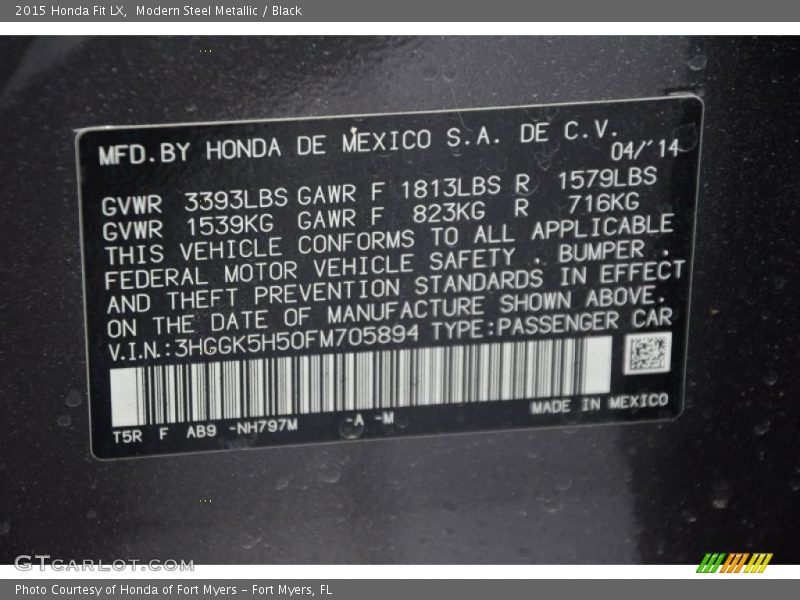 2015 Honda Fit LX, Modern Steel Metallic / Black
MFD.BY HONDA DE MEXICO S.A. DE C.V.
04/'14
GVWR 3393LBS GAWR F 1813LBS R 1579LBS
GVWR 1539KG GAWR F 823KG R 716KG
THIS VEHICLE CONFORMS TO ALL APPLICABLE
FEDERAL MOTOR VEHICLE SAFETY . BUMPER .
AND THEFT PREVENTION STANDARDS IN EFFECT
ON THE DATE OF MANUFACTURE SHOWN ABOVE.
V.I.N.:3HGGK5H50FM705894 TYPE:PASSENGER CAR
T5R F AB9 -NH797M -A -M MADE IN MEXICO
GTCARLOT.COM
Photo Courtesy of Honda of Fort Myers - Fort Myers, FL